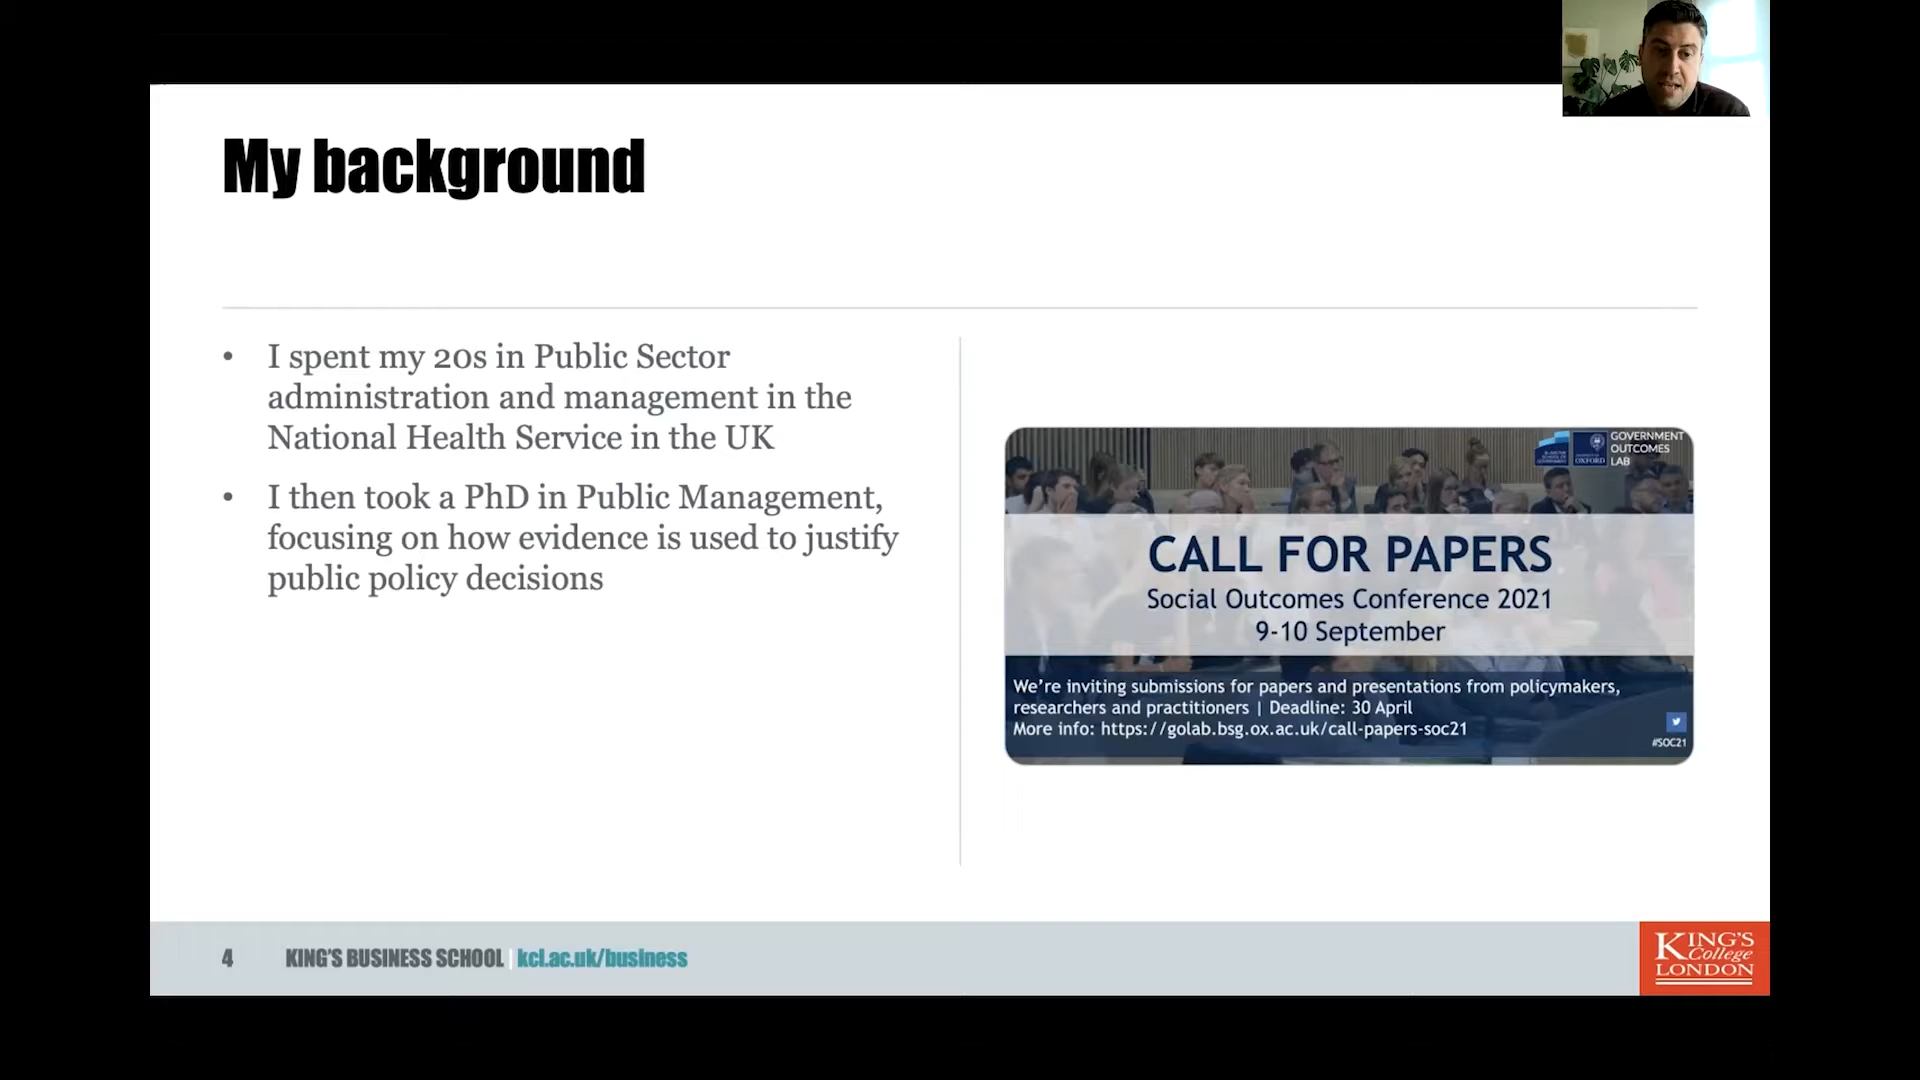 My background
• I spent my 20s in Public Sector
administration and management in the
National Health Service in the UK
• I then took a PhD in Public Management,
focusing on how evidence is used to justify
public policy decisions
GOVERNMENT
OUTCOMES
LAB
OXFORD
CALL FOR PAPERS
Social Outcomes Conference 2021
9-10 September
We're inviting submissions for papers and presentations from policymakers,
researchers and practitioners | Deadline: 30 April
More info: https://golab.bsg.ox.ac.uk/call-papers-soc21
#SOC21
4 KING'S BUSINESS SCHOOL | kcl.ac.uk/business
KING'S
College
LONDON